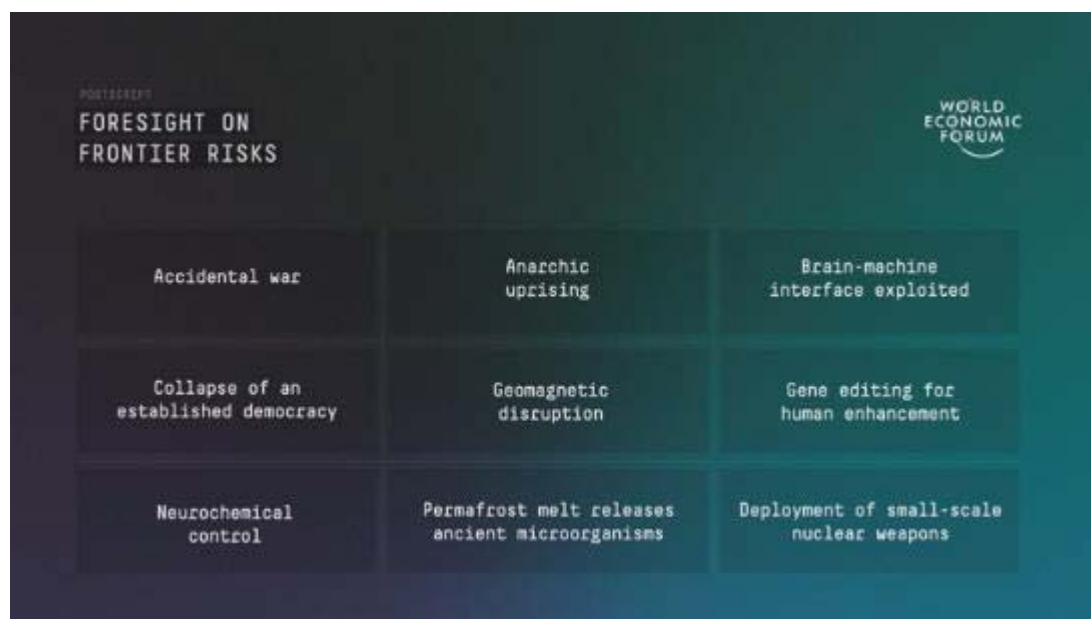 POSTSCRIPT
FORESIGHT ON
FRONTIER RISKS
WORLD
ECONOMIC
FORUM
Accidental war
Anarchic
uprising
Brain-machine
interface exploited
Collapse of an
established democracy
Geomagnetic
disruption
Gene editing for
human enhancement
Neurochemical
control
Permafrost melt releases
ancient microorganisms
Deployment of small-scale
nuclear weapons